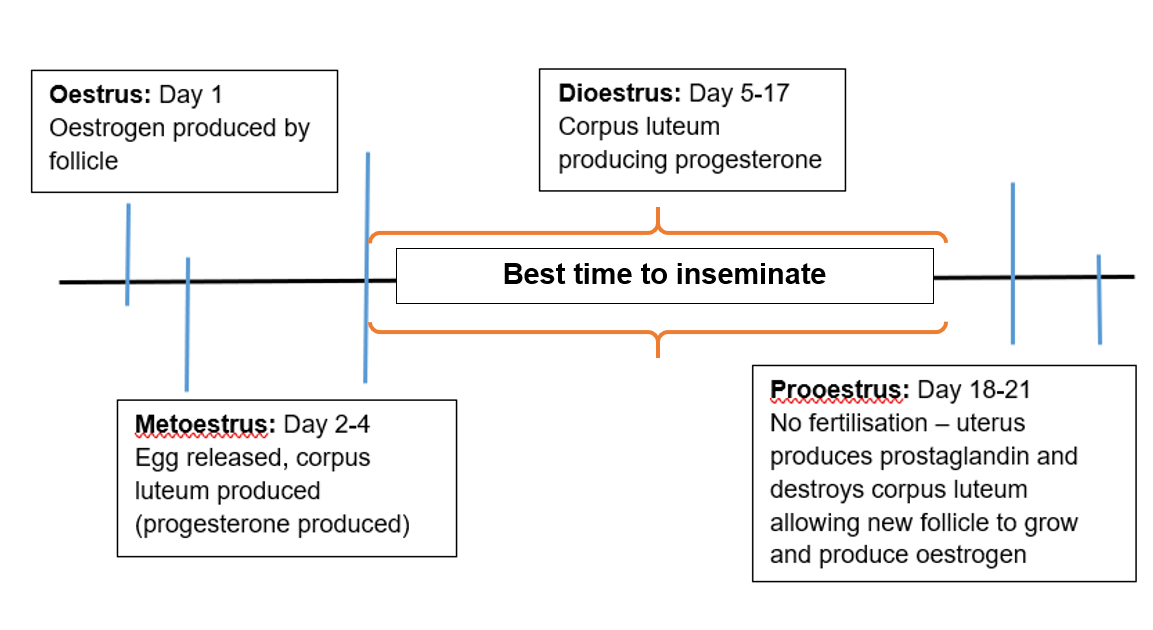 Oestrus: Day 1
Oestrogen produced by
follicle
Dioestrus: Day 5-17
Corpus luteum
producing progesterone
Best time to inseminate
Metoestrus: Day 2-4
Egg released, corpus
luteum produced
(progesterone produced)
Prooestrus: Day 18-21
No fertilisation – uterus
produces prostaglandin and
destroys corpus luteum
allowing new follicle to grow
and produce oestrogen